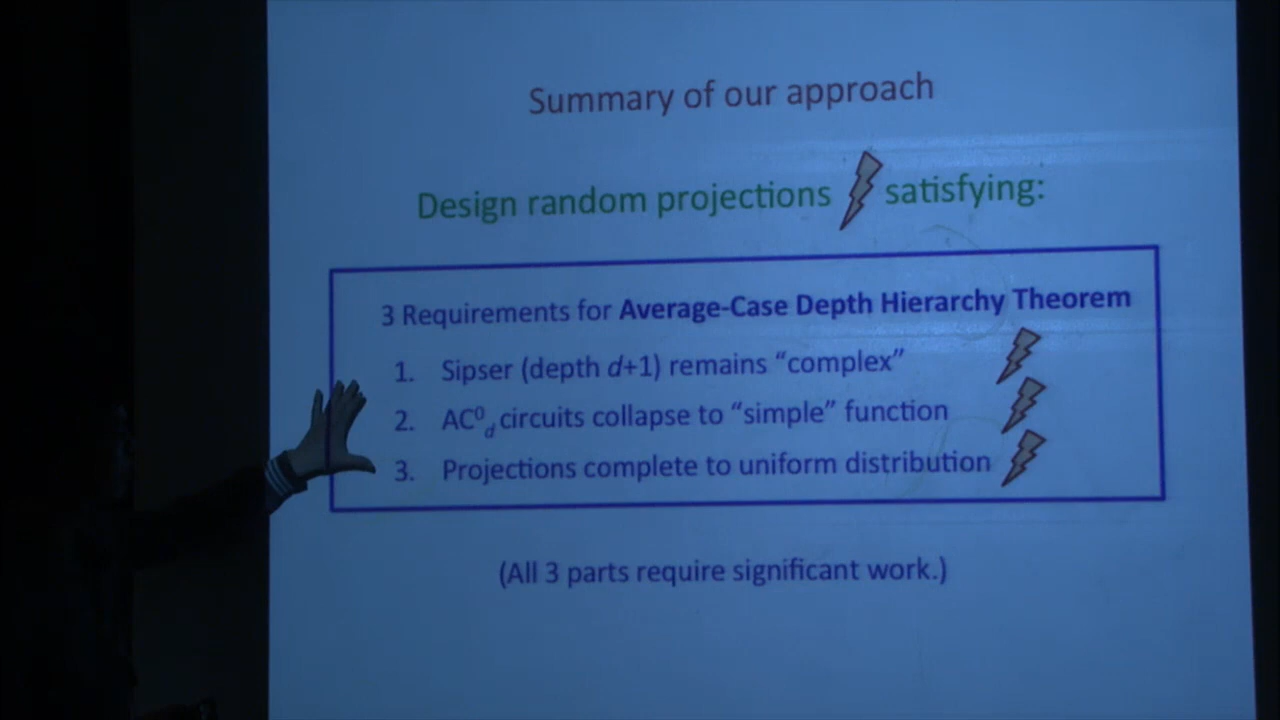 Summary of our approach
Design random projections satisfying:
3 Requirements for Average-Case Depth Hierarchy Theorem
1. Sipser (depth d+1) remains “complex”
2. AC⁰d circuits collapse to “simple” function
3. Projections complete to uniform distribution
(All 3 parts require significant work.)